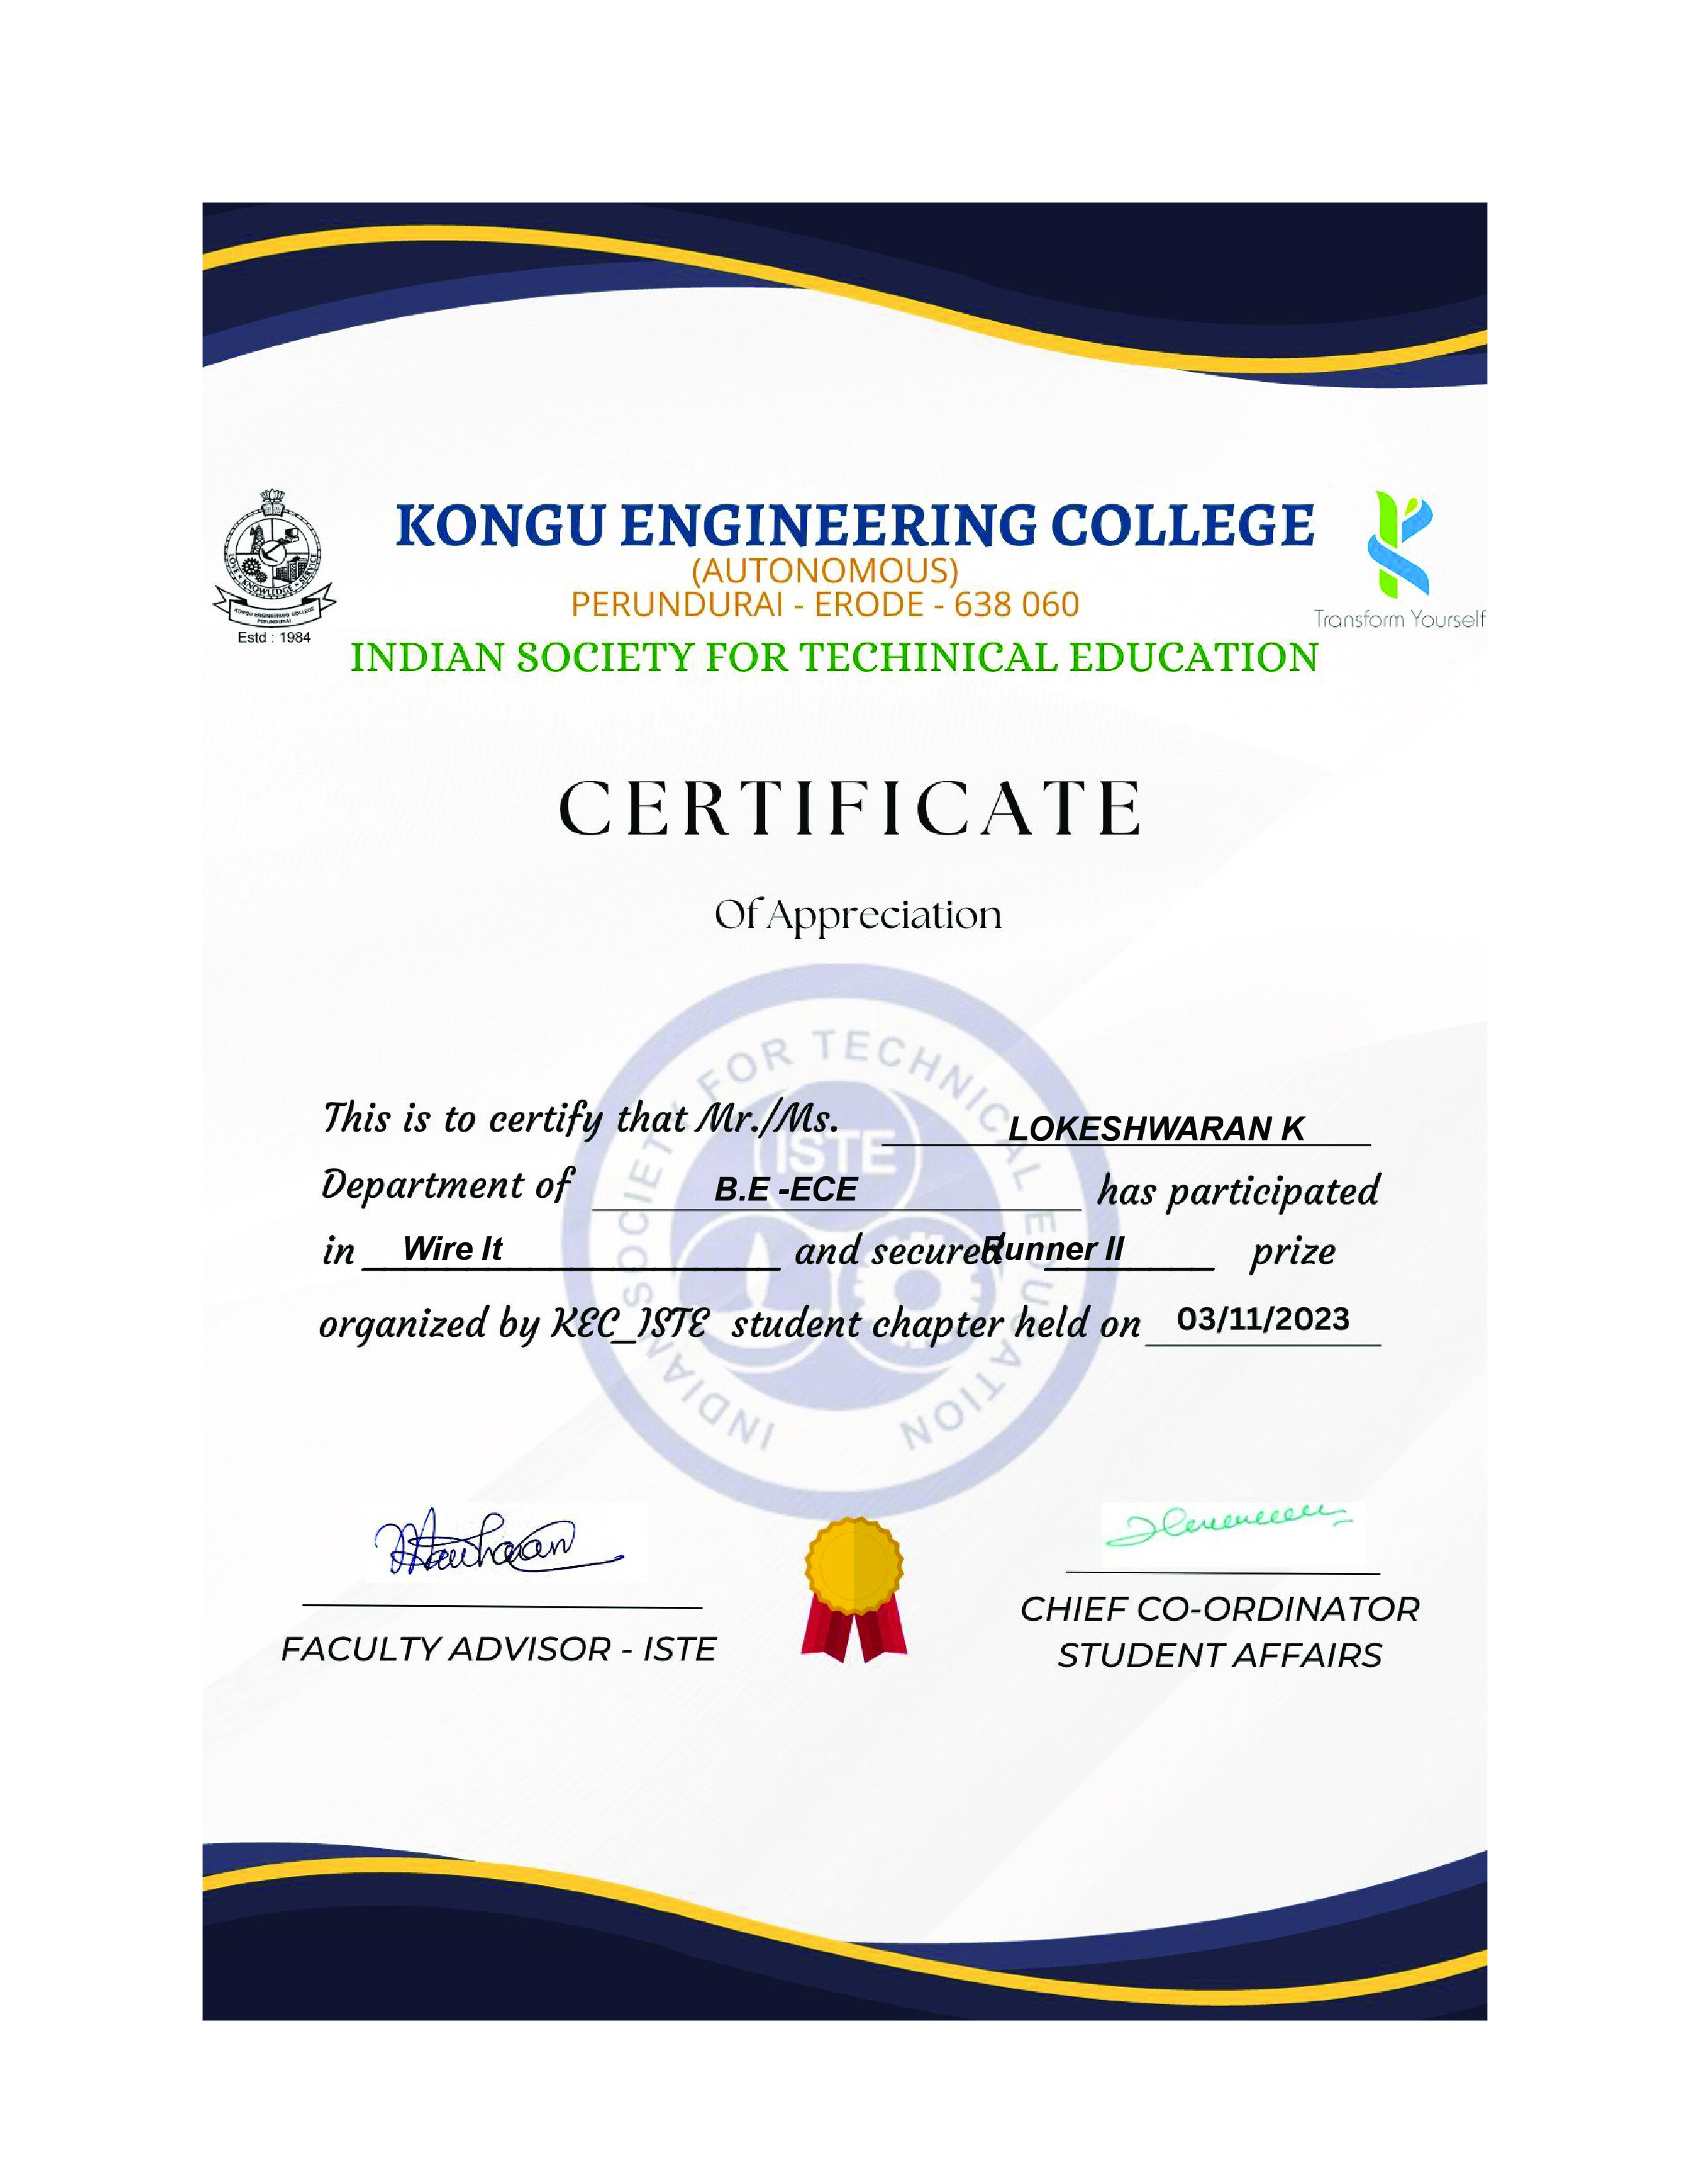 KONGU ENGINEERING COLLEGE
(AUTONOMOUS)
PERUNDURAI - ERODE - 638 060
Transform Yourself
Estd : 1984
INDIAN SOCIETY FOR TECHINICAL EDUCATION
CERTIFICATE
Of Appreciation
This is to certify that Mr./Ms. LOKESHWARAN K
Department of B.E -ECE has participated
in Wire It and secured Runner II prize
organized by KEC_ISTE student chapter held on 03/11/2023
INDIAN SOCIETY FOR TECHNICAL EDUCATION
ISTE
FACULTY ADVISOR - ISTE
CHIEF CO-ORDINATOR
STUDENT AFFAIRS